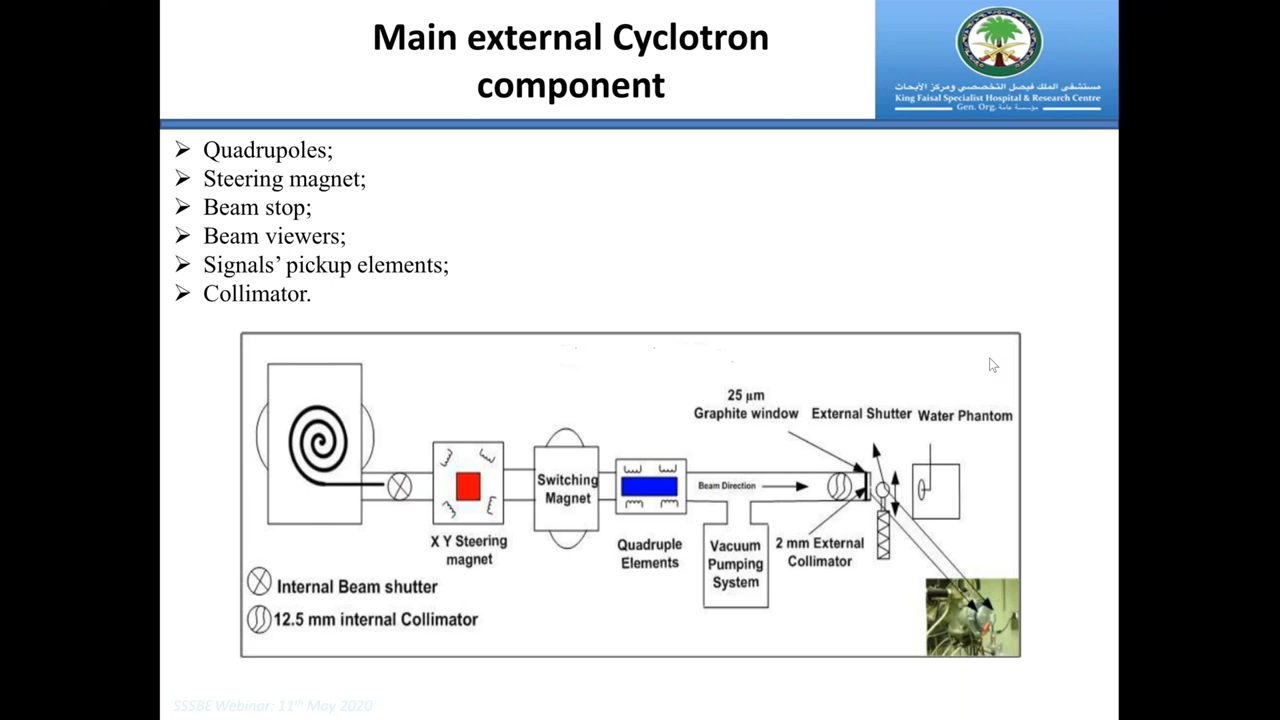 Main external Cyclotron
component
مستشفى الملك فيصل التخصصي ومركز الأبحاث
King Faisal Specialist Hospital & Research Centre
Gen. Org. مؤسسة عامة
➢ Quadrupoles;
➢ Steering magnet;
➢ Beam stop;
➢ Beam viewers;
➢ Signals’ pickup elements;
➢ Collimator.
25 μm
Graphite window
External Shutter
Water Phantom
Switching
Magnet
Beam Direction
X Y Steering
magnet
Quadruple
Elements
Vacuum
Pumping
System
2 mm External
Collimator
Internal Beam shutter
12.5 mm internal Collimator
SSSBE Webinar: 11th May 2020